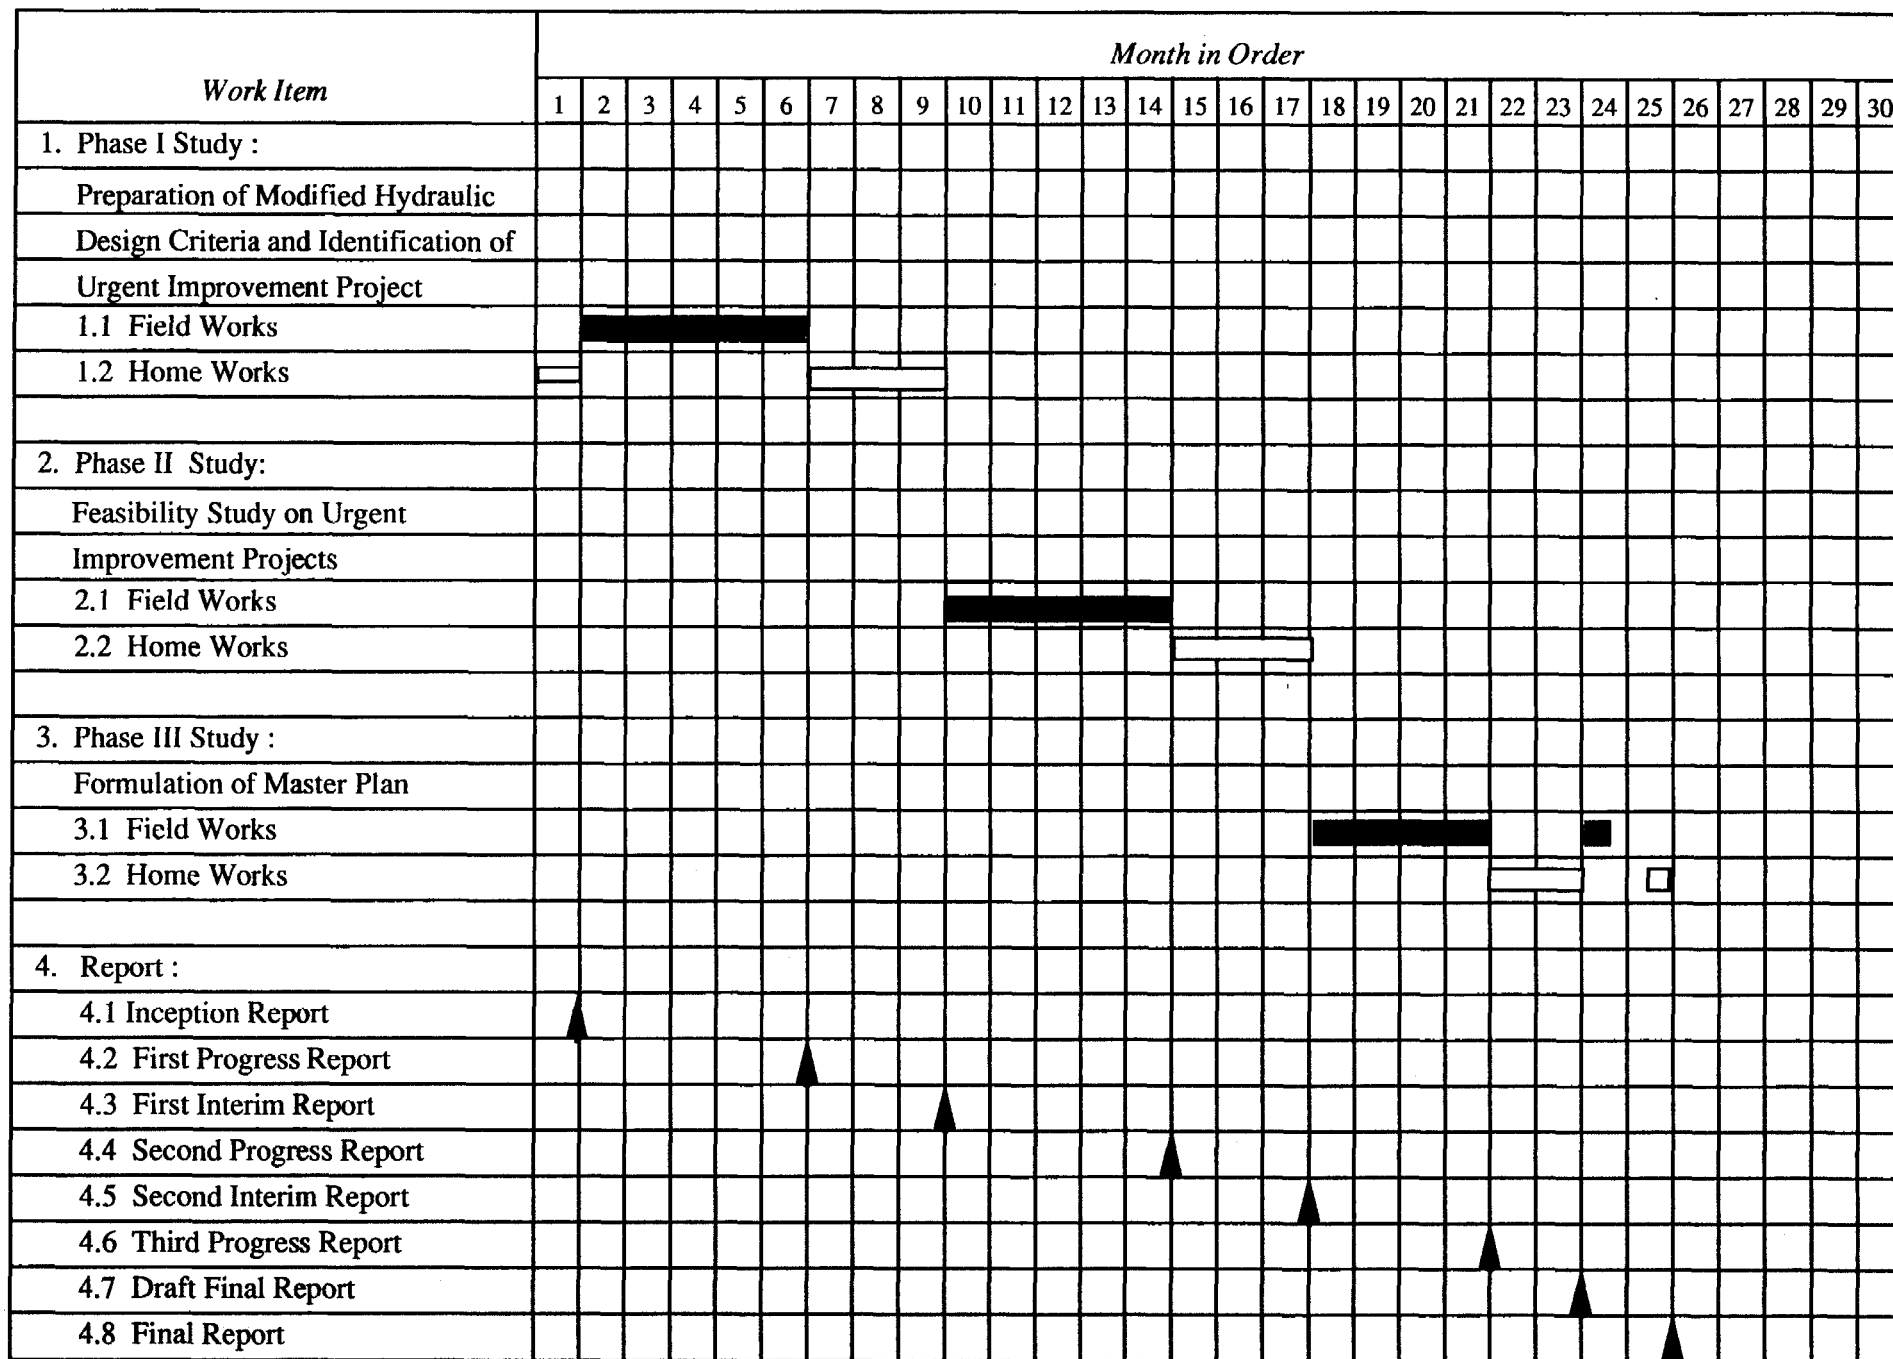 Month in Order
Work Item
1 2 3 4 5 6 7 8 9 10 11 12 13 14 15 16 17 18 19 20 21 22 23 24 25 26 27 28 29 30
1. Phase I Study :
Preparation of Modified Hydraulic
Design Criteria and Identification of
Urgent Improvement Project
1.1 Field Works
1.2 Home Works
2. Phase II Study:
Feasibility Study on Urgent
Improvement Projects
2.1 Field Works
2.2 Home Works
3. Phase III Study :
Formulation of Master Plan
3.1 Field Works
3.2 Home Works
4. Report :
4.1 Inception Report
4.2 First Progress Report
4.3 First Interim Report
4.4 Second Progress Report
4.5 Second Interim Report
4.6 Third Progress Report
4.7 Draft Final Report
4.8 Final Report